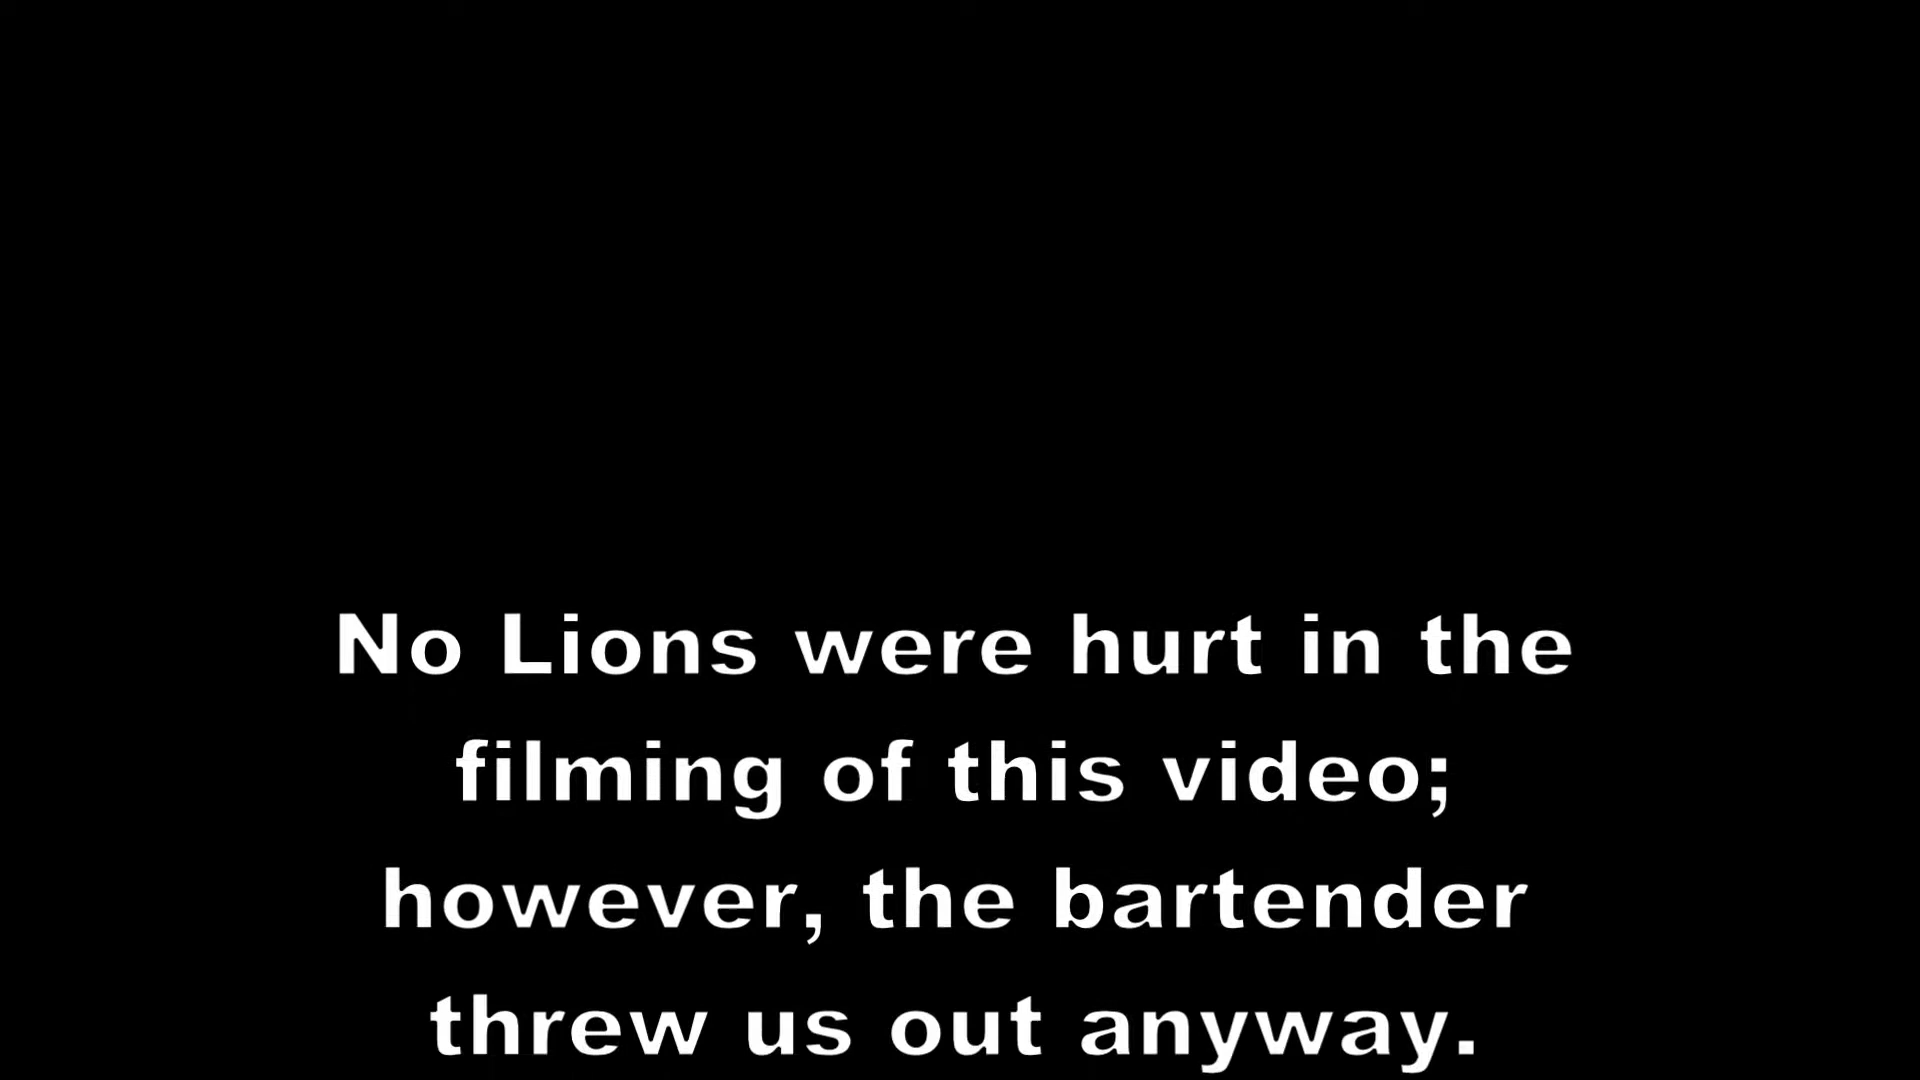 No Lions were hurt in the
filming of this video;
however, the bartender
threw us out anyway.